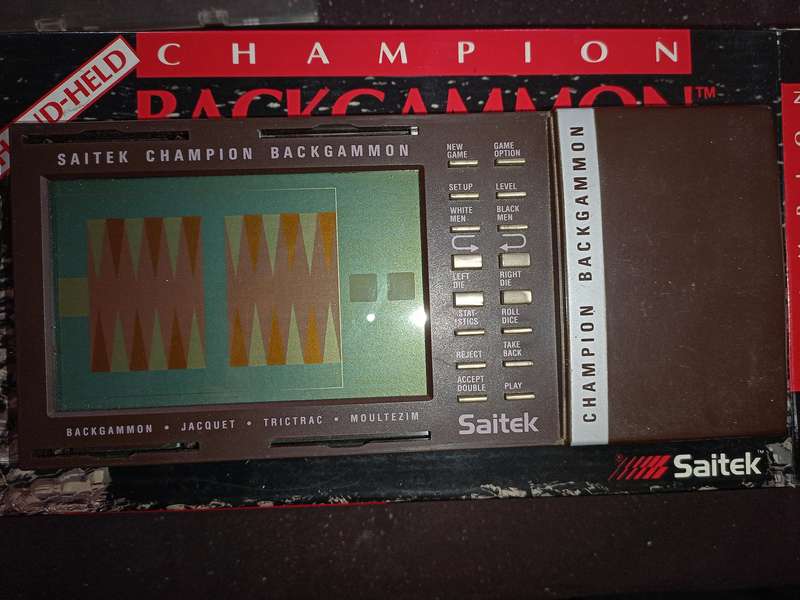 HAND-HELD
CHAMPION
BACKGAMMON™
SAITEK CHAMPION BACKGAMMON
NEW GAME
GAME OPTION
SET UP
LEVEL
WHITE MEN
BLACK MEN
LEFT DIE
RIGHT DIE
STAT-ISTICS
ROLL DICE
REJECT
TAKE BACK
ACCEPT DOUBLE
PLAY
BACKGAMMON • JACQUET • TRICTRAC • MOULTEZIM
Saitek
CHAMPION BACKGAMMON
Saitek™